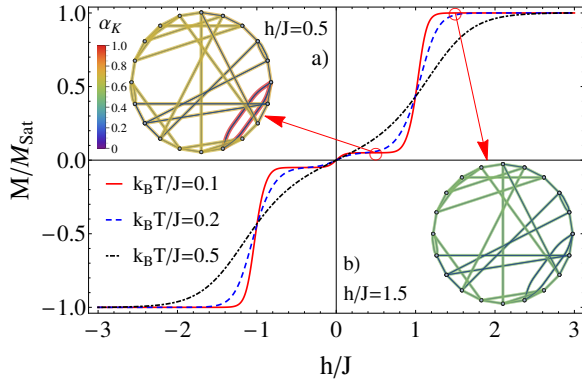 α_K
1.0
0.8
0.6
0.4
0.2
0
h/J=0.5
a)
M/M_Sat
1.0
0.5
0.0
−0.5
−1.0
k_BT/J=0.1
k_BT/J=0.2
k_BT/J=0.5
b)
h/J=1.5
−3 −2 −1 0 1 2 3
h/J